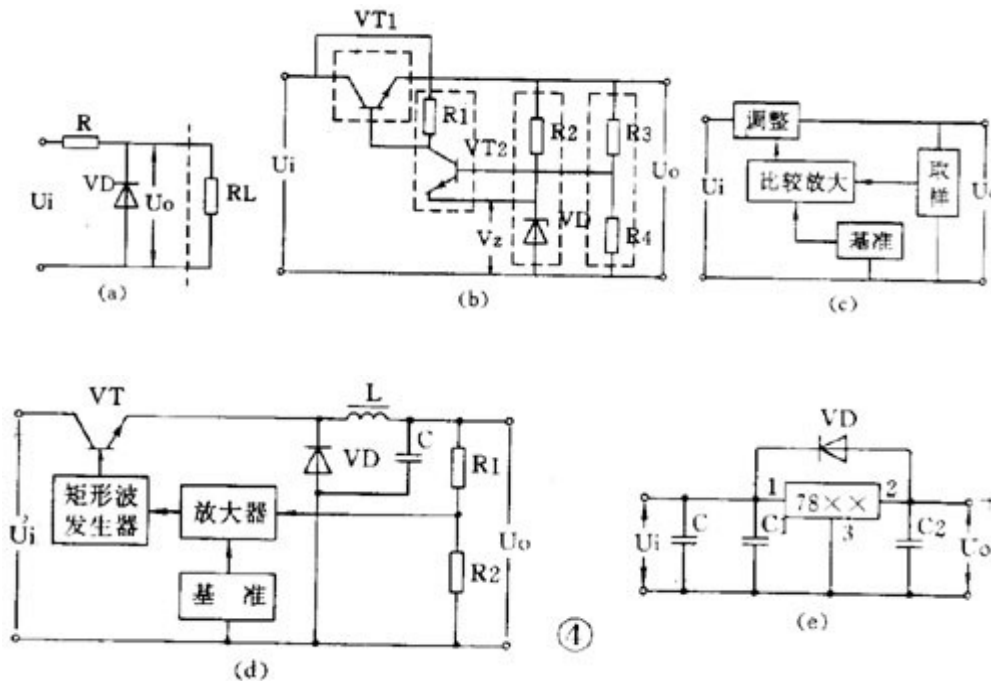 VT1
R
VD
Ui
Uo
RL
(a)
Ui
R1
VT2
R2
R3
Vz
VD
R4
Uo
(b)
调整
Ui
比较放大
取样
基准
(c)
VT
L
VD
C
R1
矩形波
发生器
放大器
Ui
Uo
R2
基 准
(d)
④
VD
1
78××
2
3
Ui
C
C1
C2
Uo
(e)